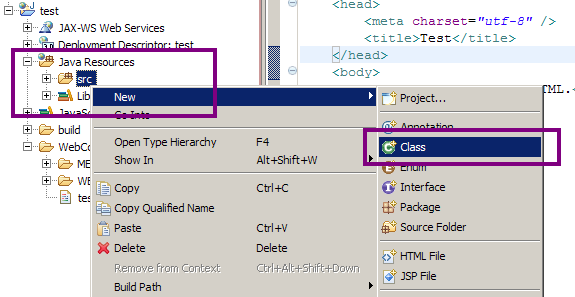 test
JAX-WS Web Services
Deployment Descriptor: test
Java Resources
src
Lib
JavaSc
build
WebCo
ME
WE
tes
<head>
<meta charset="utf-8" />
<title>Test</title>
</head>
<body>
TML.<
New
Go Into
Open Type Hierarchy F4
Show In Alt+Shift+W
Copy Ctrl+C
Copy Qualified Name
Paste Ctrl+V
Delete Delete
Remove from Context Ctrl+Alt+Shift+Down
Build Path
Project...
Annotation
Class
Enum
Interface
Package
Source Folder
HTML File
JSP File